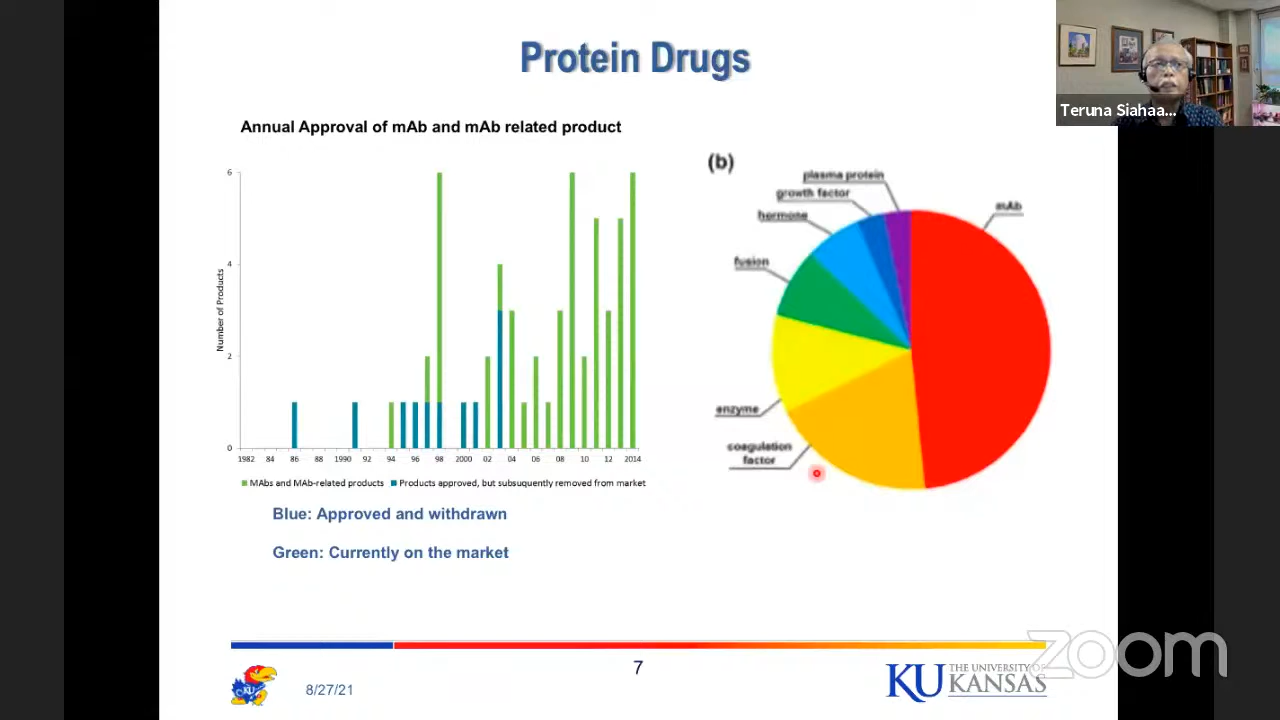 Protein Drugs
Teruna Siahaa...
Annual Approval of mAb and mAb related product
Number of Products
6
4
2
0
1982 84 86 88 1990 92 94 96 98 2000 02 04 06 08 10 12 2014
MAbs and MAb-related products Products approved, but subsuquently removed from market
Blue: Approved and withdrawn
Green: Currently on the market
(b)
plasma protein
growth factor
hormone
fusion
enzyme
coagulation
factor
mAb
7
8/27/21
KU
KU THE UNIVERSITY OF
KANSAS
zoom